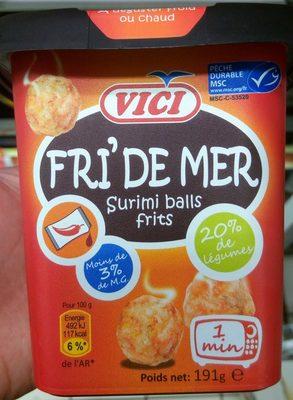 à déguster froid
ou chaud
PÊCHE
DURABLE
MSC
www.msc.org/fr
MSC-C-53520
VICI
FRI'DE MER
Surimi balls
frits
20%
de
légumes
Moins de
3%
de M.G
Pour 100 g
Energie
492 kJ
117 kcal
6 %*
de l'AR*
1
min
Poids net: 191g e